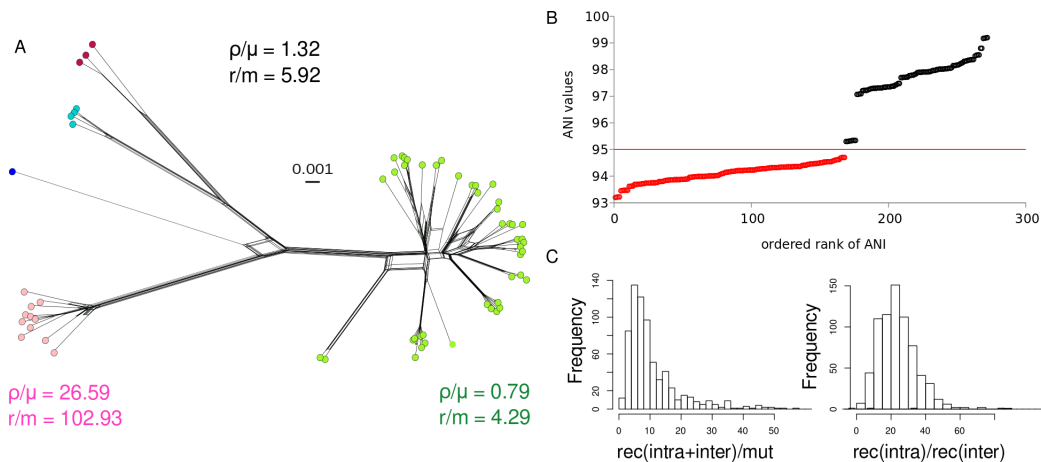 A
ρ/μ = 1.32
r/m = 5.92
0.001
ρ/μ = 26.59
r/m = 102.93
ρ/μ = 0.79
r/m = 4.29
B
100
99
98
97
96
95
94
93
ANI values
0
100
200
300
ordered rank of ANI
C
140
100
60
20
0
Frequency
0
10
20
30
40
50
rec(intra+inter)/mut
150
100
50
0
Frequency
0
20
40
60
rec(intra)/rec(inter)